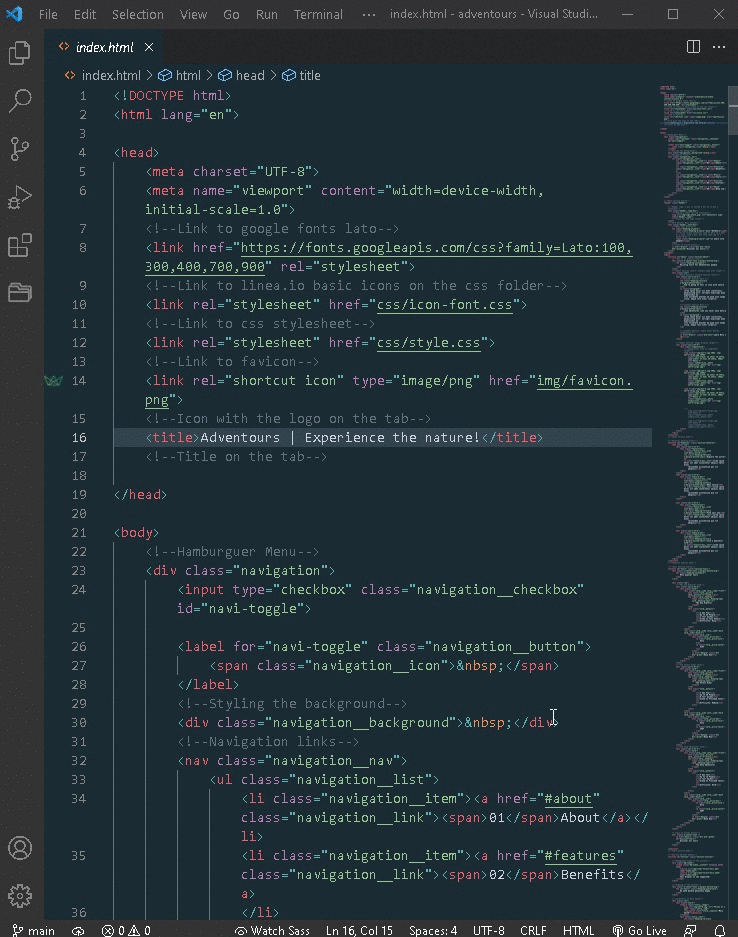 File Edit Selection View Go Run Terminal ··· index.html - adventours - Visual Studi...
index.html
index.html > html > head > title
1 <!DOCTYPE html>
2 <html lang="en">
3
4 <head>
5 <meta charset="UTF-8">
6 <meta name="viewport" content="width=device-width,
initial-scale=1.0">
7 <!--Link to google fonts lato-->
8 <link href="https://fonts.googleapis.com/css?family=Lato:100,
300,400,700,900" rel="stylesheet">
9 <!--Link to linea.io basic icons on the css folder-->
10 <link rel="stylesheet" href="css/icon-font.css">
11 <!--Link to css stylesheet-->
12 <link rel="stylesheet" href="css/style.css">
13 <!--Link to favicon-->
14 <link rel="shortcut icon" type="image/png" href="img/favicon.
png">
15 <!--Icon with the logo on the tab-->
16 <title>Adventours | Experience the nature!</title>
17 <!--Title on the tab-->
18
19 </head>
20
21 <body>
22 <!--Hamburguer Menu-->
23 <div class="navigation">
24 <input type="checkbox" class="navigation__checkbox"
id="navi-toggle">
25
26 <label for="navi-toggle" class="navigation__button">
27 <span class="navigation__icon">&nbsp;</span>
28 </label>
29 <!--Styling the background-->
30 <div class="navigation__background">&nbsp;</div>
31 <!--Navigation links-->
32 <nav class="navigation__nav">
33 <ul class="navigation__list">
34 <li class="navigation__item"><a href="#about"
class="navigation__link"><span>01</span>About</a></
li>
35 <li class="navigation__item"><a href="#features"
class="navigation__link"><span>02</span>Benefits</
a>
36 </li>
main 0 0 Watch Sass Ln 16, Col 15 Spaces: 4 UTF-8 CRLF HTML Go Live